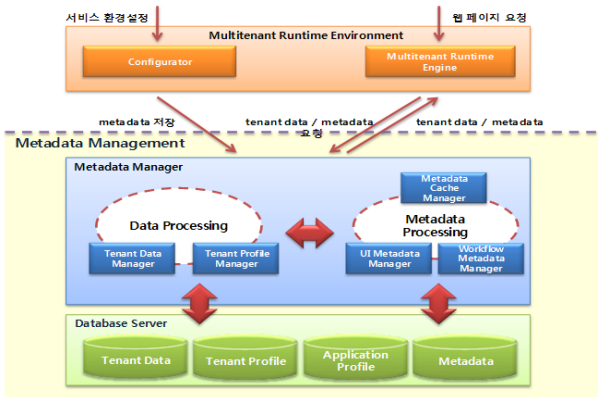 서비스 환경설정
웹 페이지 요청
Multitenant Runtime Environment
Configurator
Multitenant Runtime
Engine
metadata 저장
tenant data / metadata
요청
tenant data / metadata
Metadata Management
Metadata Manager
Metadata
Cache
Manager
Data Processing
Metadata
Processing
Tenant Data
Manager
Tenant Profile
Manager
UI Metadata
Manager
Workflow
Metadata
Manager
Database Server
Tenant Data
Tenant Profile
Application
Profile
Metadata